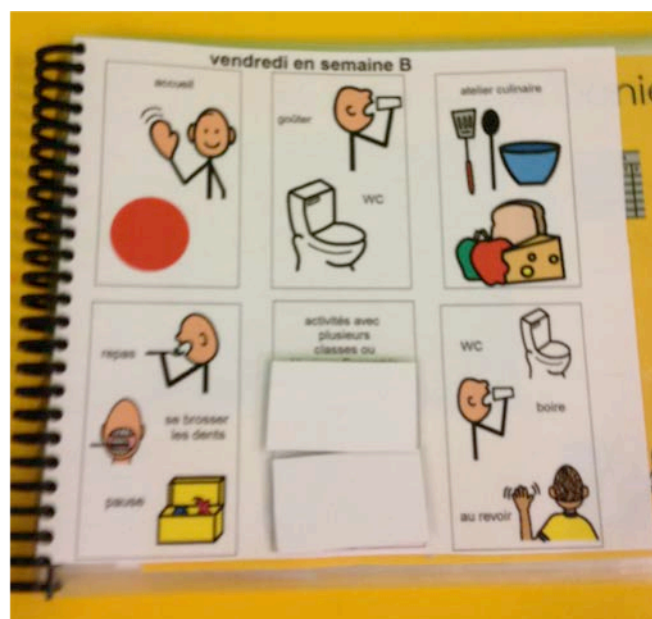 vendredi en semaine B
accueil
goûter
WC
atelier culinaire
repas
se brosser
les dents
pause
activités avec
plusieurs
classes ou
WC
boire
au revoir